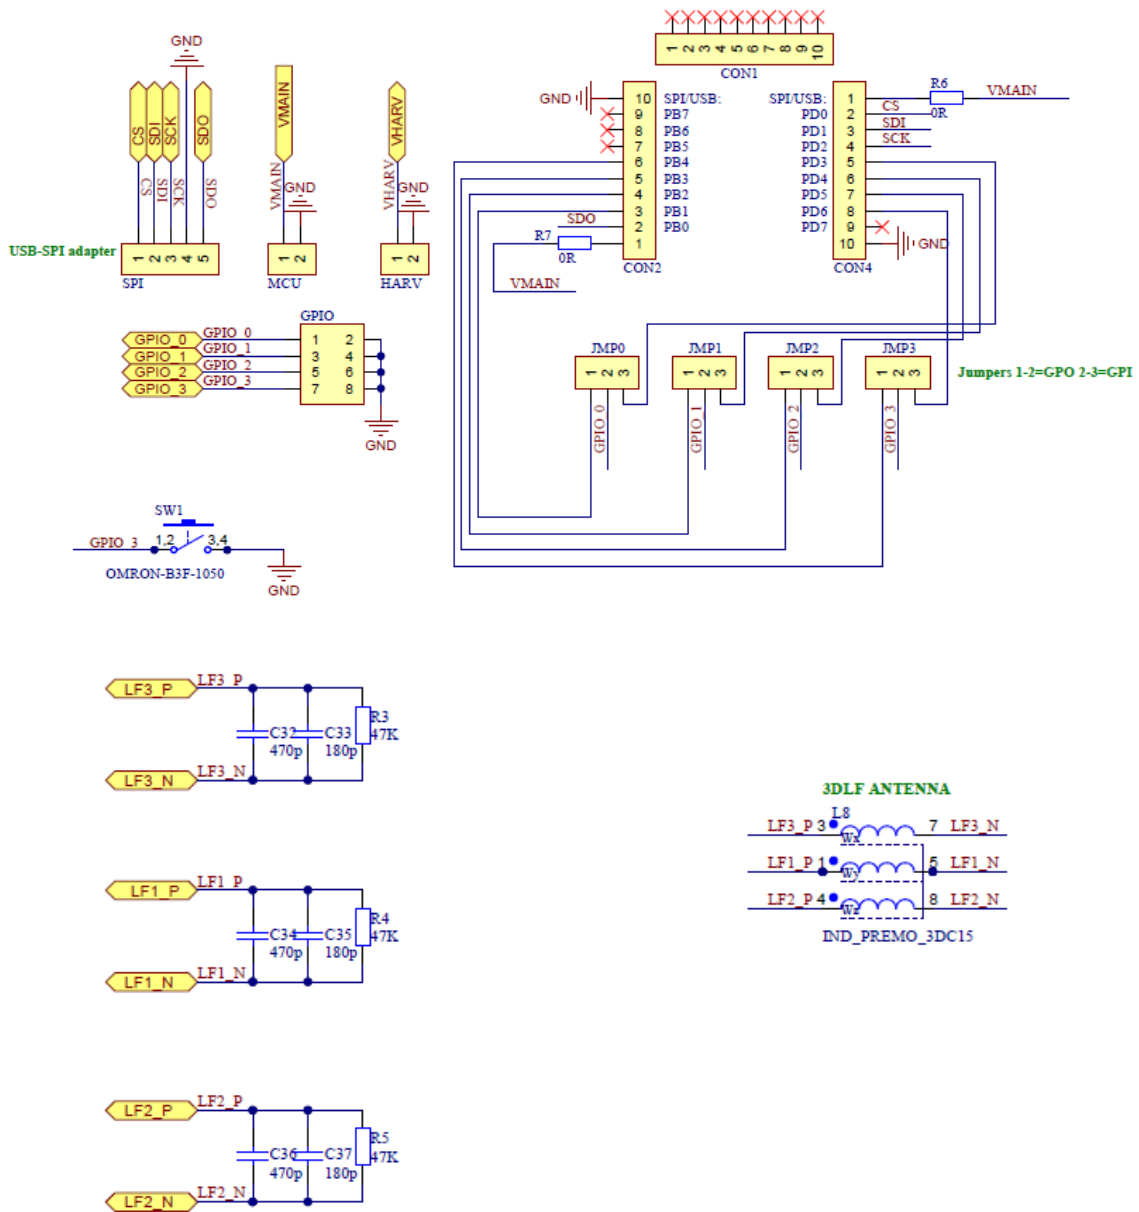 1 2 3 4 5 6 7 8 9 10
CON1
GND
CS
SDI
SCK
SDO
CS
SDI
SCK
SDO
USB-SPI adapter
1 2 3 4 5
SPI
VMAIN
VMAIN
GND
1 2
MCU
VHARV
VHARV
GND
1 2
HARV
GND
10 SPI/USB:
9 PB7
8 PB6
7 PB5
6 PB4
5 PB3
4 PB2
3 PB1
SDO 2 PB0
R7 1
0R
CON2
VMAIN
SPI/USB: 1 R6 VMAIN
0R
PD0 2 CS
PD1 3 SDI
PD2 4 SCK
PD3 5
PD4 6
PD5 7
PD6 8
PD7 9
10 GND
CON4
GPIO
GPIO_0 GPIO_0 1 2
GPIO_1 GPIO_1 3 4
GPIO_2 GPIO_2 5 6
GPIO_3 GPIO_3 7 8
GND
JMP0 JMP1 JMP2 JMP3
1 2 3 1 2 3 1 2 3 1 2 3
Jumpers 1-2=GPO 2-3=GPI
GPIO_0 GPIO_1 GPIO_2 GPIO_3
SW1
GPIO_3 1,2 3,4
OMRON-B3F-1050
GND
LF3_P LF3_P
C32 C33 R3
470p 180p 47K
LF3_N LF3_N
3DLF ANTENNA
L8
LF3_P 3 Wx 7 LF3_N
LF1_P 1 Wy 5 LF1_N
LF2_P 4 Wz 8 LF2_N
IND_PREMO_3DC15
LF1_P LF1_P
C34 C35 R4
470p 180p 47K
LF1_N LF1_N
LF2_P LF2_P
C36 C37 R5
470p 180p 47K
LF2_N LF2_N